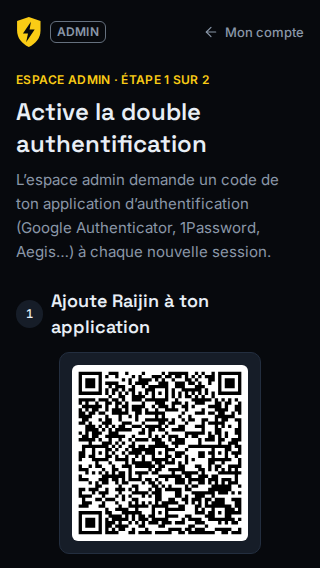 ADMIN
← Mon compte
ESPACE ADMIN · ÉTAPE 1 SUR 2
Active la double
authentification
L'espace admin demande un code de
ton application d'authentification
(Google Authenticator, 1Password,
Aegis…) à chaque nouvelle session.
1
Ajoute Raijin à ton
application